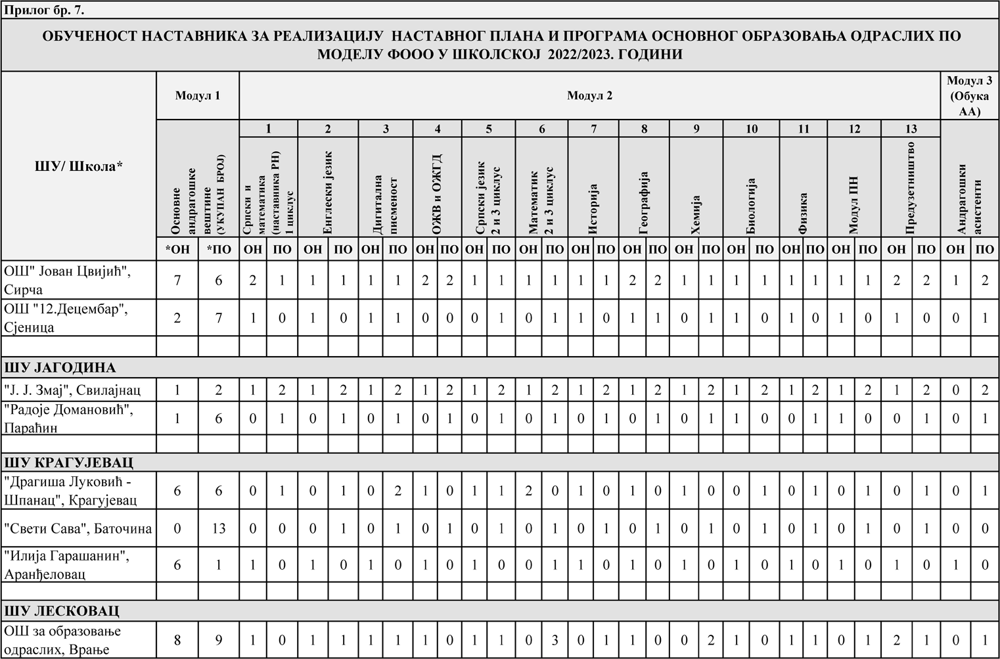 Прилог бр. 7.
ОБУЧЕНОСТ НАСТАВНИКА ЗА РЕАЛИЗАЦИЈУ НАСТАВНОГ ПЛАНА И ПРОГРАМА ОСНОВНОГ ОБРАЗОВАЊА ОДРАСЛИХ ПО
МОДЕЛУ ФООО У ШКОЛСКОЈ 2022/2023. ГОДИНИ
ШУ/ Школа*
Модул 1
Модул 2
Модул 3
(Обука
АА)
1 2 3 4 5 6 7 8 9 10 11 12 13
Основне
андрагошке
вештине
(УКУПАН БРОЈ)
Српски и
математика
(наставника РН)
1 циклус
Енглески језик
Дигитална
писменост
ОЖВ и ОЖГД
Српски језик
2 и 3 циклус
Математик
2 и 3 циклус
Историја
Географија
Хемија
Биологија
Физика
Модул ПН
Предузетништво
Андрагошки
асистенти
*ОН *ПО ОН ПО ОН ПО ОН ПО ОН ПО ОН ПО ОН ПО ОН ПО ОН ПО ОН ПО ОН ПО ОН ПО ОН ПО ОН ПО ОН ПО
ОШ" Јован Цвијић",
Сирча
7 6 2 1 1 1 1 1 2 2 1 1 1 1 1 1 2 2 1 1 1 1 1 1 1 1 2 2 1 2
ОШ "12.Децембар",
Сјеница
2 7 1 0 1 0 1 1 0 0 0 1 0 1 1 0 1 1 0 1 1 0 1 0 1 0 1 0 0 1
ШУ ЈАГОДИНА
"Ј. Ј. Змај", Свилајнац 1 2 1 2 1 2 1 2 1 2 1 2 1 2 1 2 1 2 1 2 1 2 1 2 1 2 1 2 0 2
"Радоје Домановић",
Параћин
1 6 0 1 0 1 0 1 0 1 0 1 0 1 0 1 0 1 0 1 1 0 0 1 1 0 0 1 0 1
ШУ КРАГУЈЕВАЦ
"Драгиша Луковић -
Шпанац", Крагујевац
6 6 0 1 0 1 0 2 1 0 1 1 2 0 1 0 1 0 1 0 0 1 0 1 0 1 0 1 0 1
"Свети Сава", Баточина 0 13 0 0 0 1 0 1 0 1 0 1 0 1 0 1 0 1 0 1 0 1 0 1 0 1 0 1 0 0
"Илија Гарашанин",
Аранђеловац
6 1 1 0 1 0 1 0 1 0 1 0 0 1 1 0 1 0 1 0 1 0 1 0 1 0 1 0 1 0
ШУ ЛЕСКОВАЦ
ОШ за образовање
одраслих, Врање
8 9 1 0 1 1 1 1 1 0 1 1 0 3 0 1 1 0 0 2 1 0 1 1 0 1 2 1 0 1